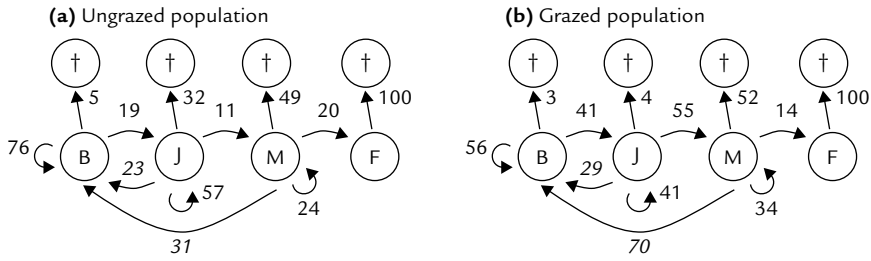 (a) Ungrazed population
† † † †
5 32 49 100
19 11 20
76 B J M F
23
57 24
31
(b) Grazed population
† † † †
3 4 52 100
41 55 14
56 B J M F
29
41 34
70